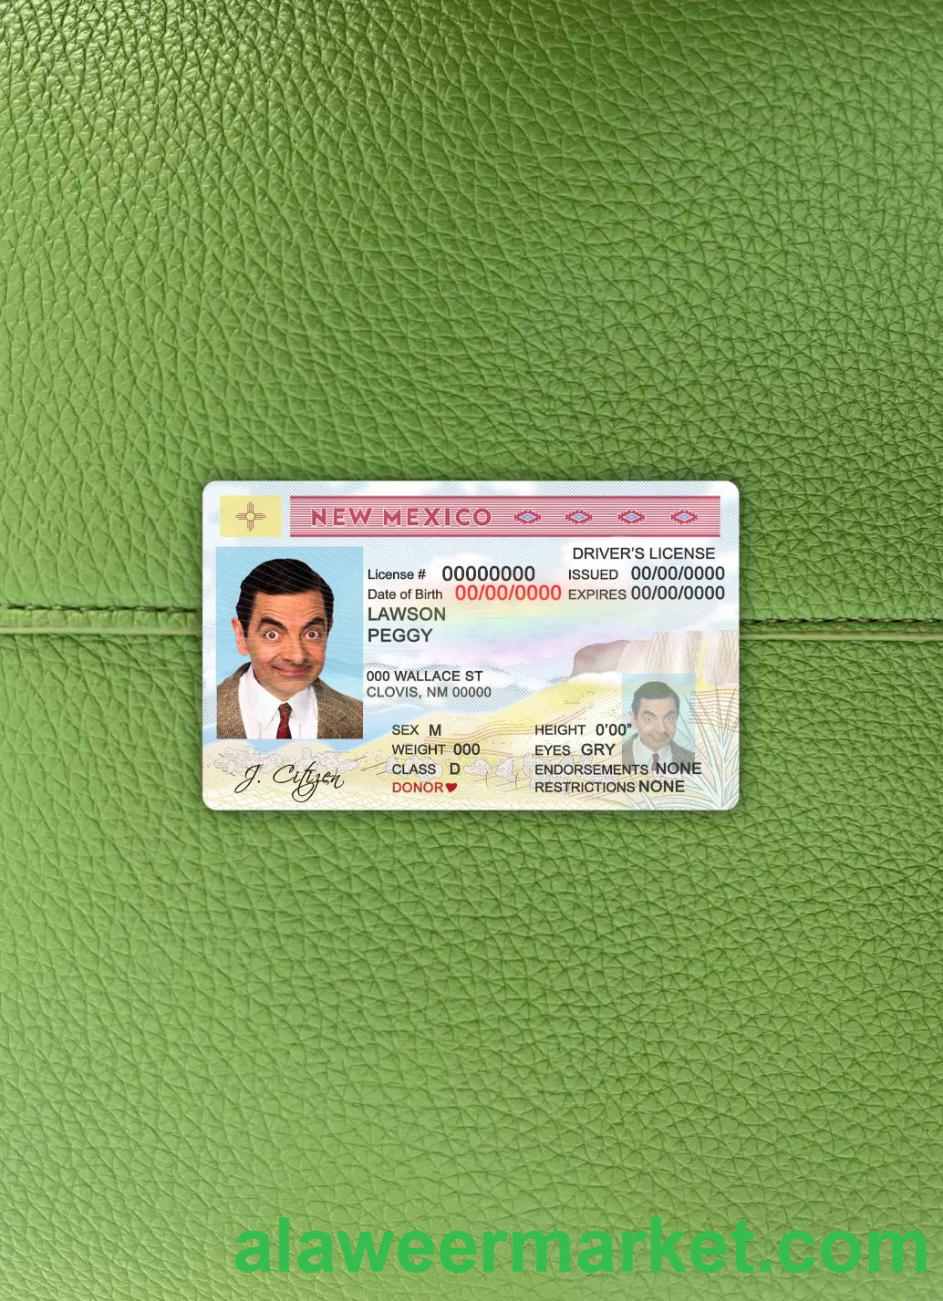 NEW MEXICO
DRIVER'S LICENSE
License # 00000000 ISSUED 00/00/0000
Date of Birth 00/00/0000 EXPIRES 00/00/0000
LAWSON
PEGGY
000 WALLACE ST
CLOVIS, NM 00000
SEX M HEIGHT 0'00"
WEIGHT 000 EYES GRY
CLASS D ENDORSEMENTS NONE
DONOR RESTRICTIONS NONE
J. Citizen
alaweermarket.com